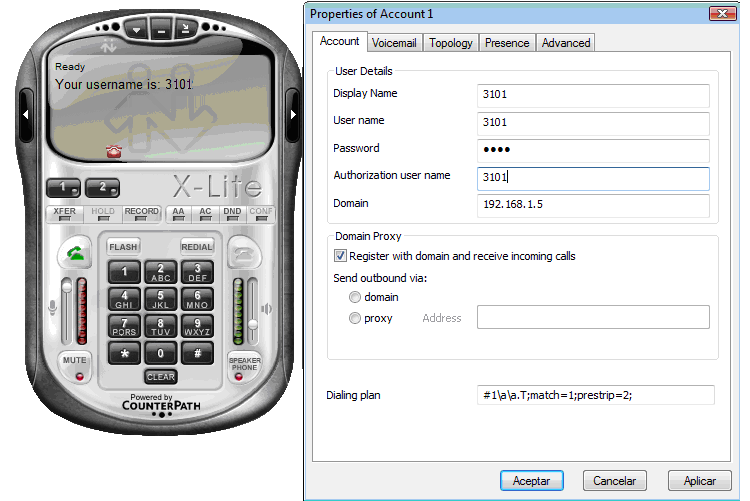 Ready
Your username is: 3101
1 2
X-Lite
XFER HOLD RECORD AA AC DND CONF
FLASH REDIAL
1 2 ABC 3 DEF
4 GHI 5 JKL 6 MNO
7 PQRS 8 TUV 9 WXYZ
* 0 #
MUTE
SPEAKER
PHONE
CLEAR
Powered by
COUNTERPATH
Properties of Account 1
Account Voicemail Topology Presence Advanced
User Details
Display Name 3101
User name 3101
Password ●●●●
Authorization user name 3101
Domain 192.168.1.5
Domain Proxy
Register with domain and receive incoming calls
Send outbound via:
domain
proxy Address
Dialing plan #1\a\a.T;match=1;prestrip=2;
Aceptar Cancelar Aplicar